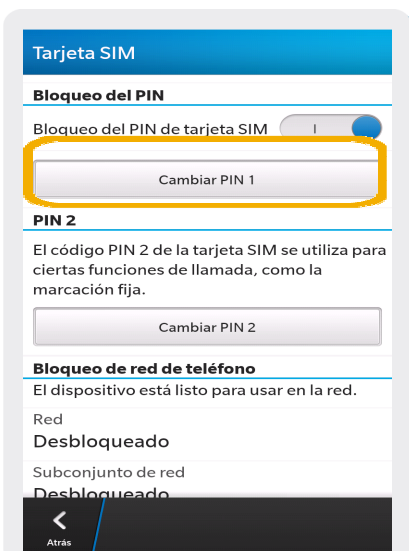 Tarjeta SIM
Bloqueo del PIN
Bloqueo del PIN de tarjeta SIM
Cambiar PIN 1
PIN 2
El código PIN 2 de la tarjeta SIM se utiliza para
ciertas funciones de llamada, como la
marcación fija.
Cambiar PIN 2
Bloqueo de red de teléfono
El dispositivo está listo para usar en la red.
Red
Desbloqueado
Subconjunto de red
Desbloqueado
Atrás